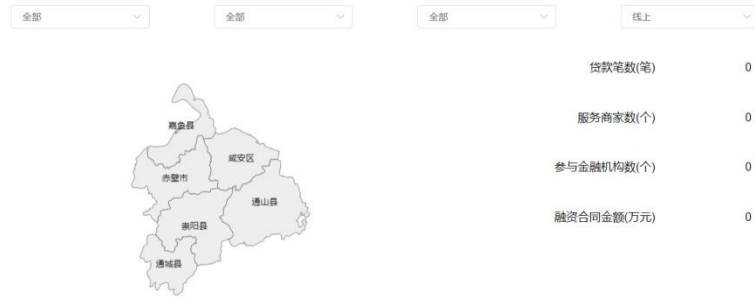 全部
全部
全部
线上
贷款笔数(笔) 0
服务商家数(个) 0
参与金融机构数(个) 0
融资合同金额(万元) 0
嘉鱼县
咸安区
赤壁市
通山县
崇阳县
通城县